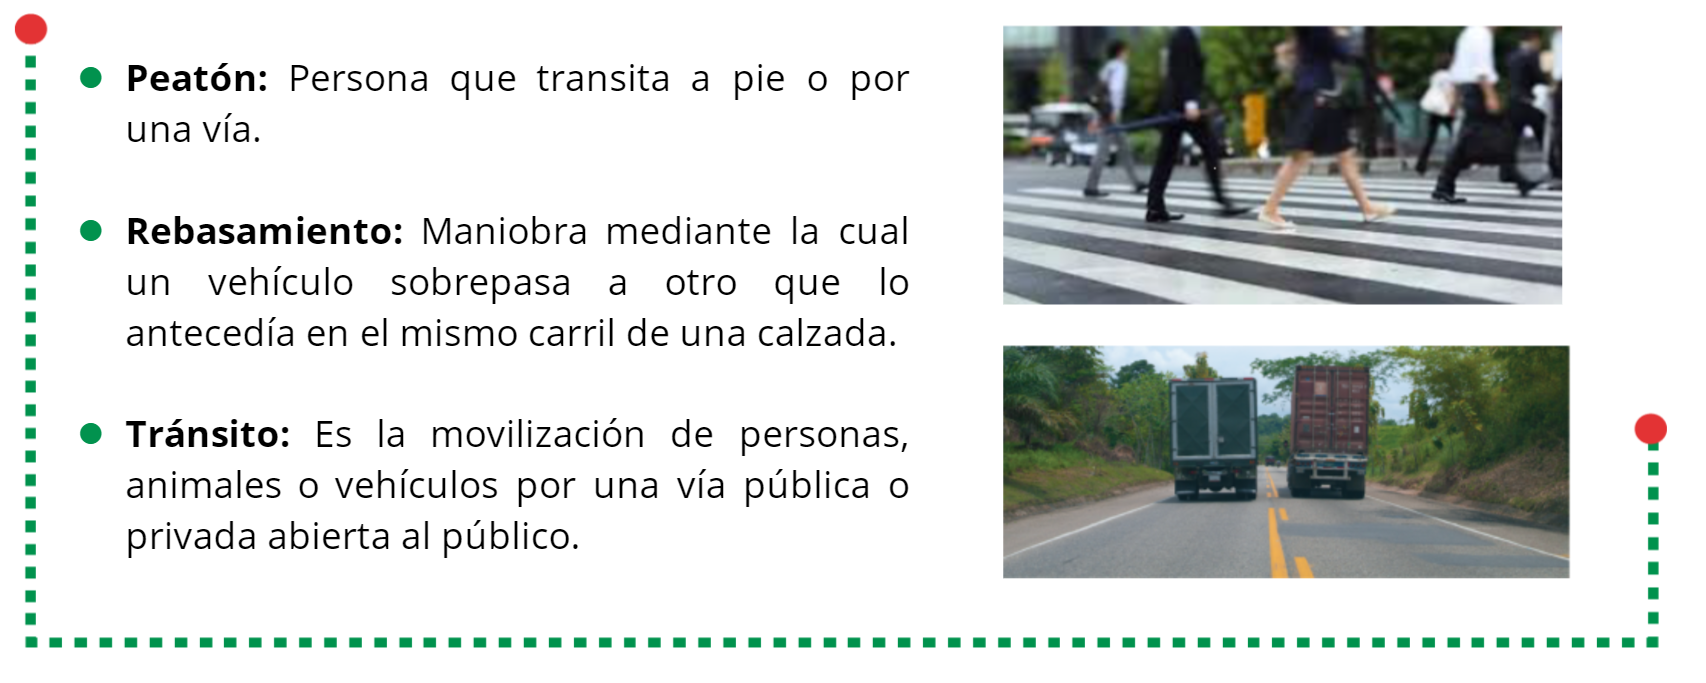 Peatón: Persona que transita a pie o por
una vía.
Rebasamiento: Maniobra mediante la cual
un vehículo sobrepasa a otro que lo
antecedía en el mismo carril de una calzada.
Tránsito: Es la movilización de personas,
animales o vehículos por una vía pública o
privada abierta al público.